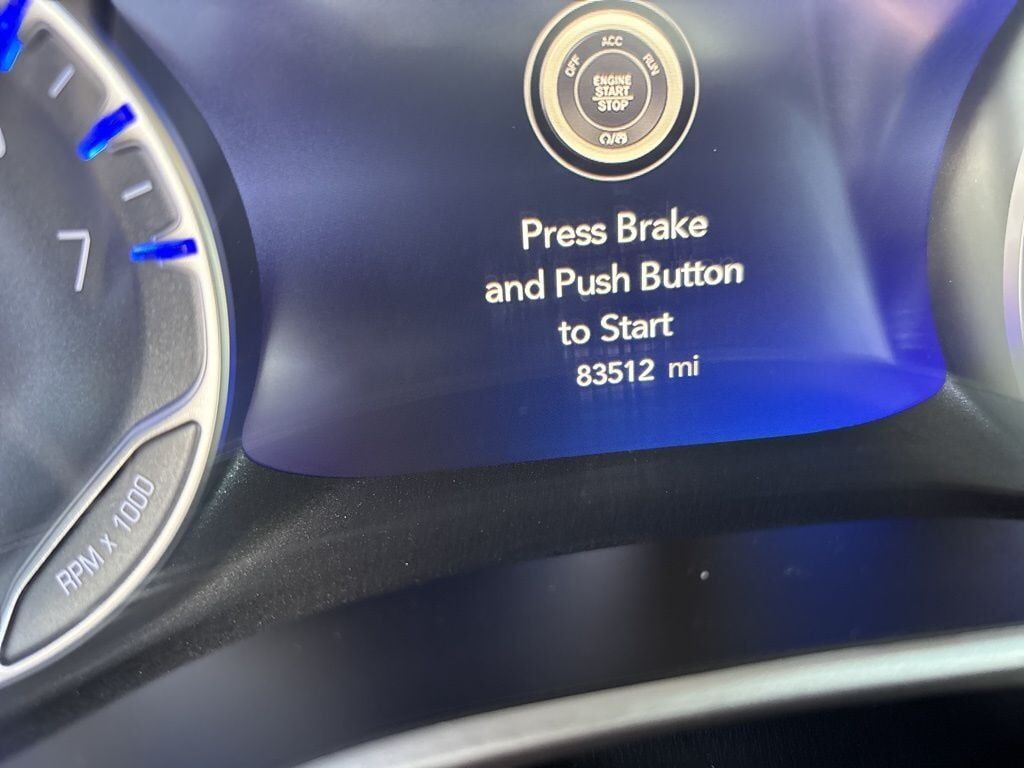 ACC
OFF
RUN
ENGINE
START
STOP
Press Brake
and Push Button
to Start
83512 mi
7
RPM x 1000